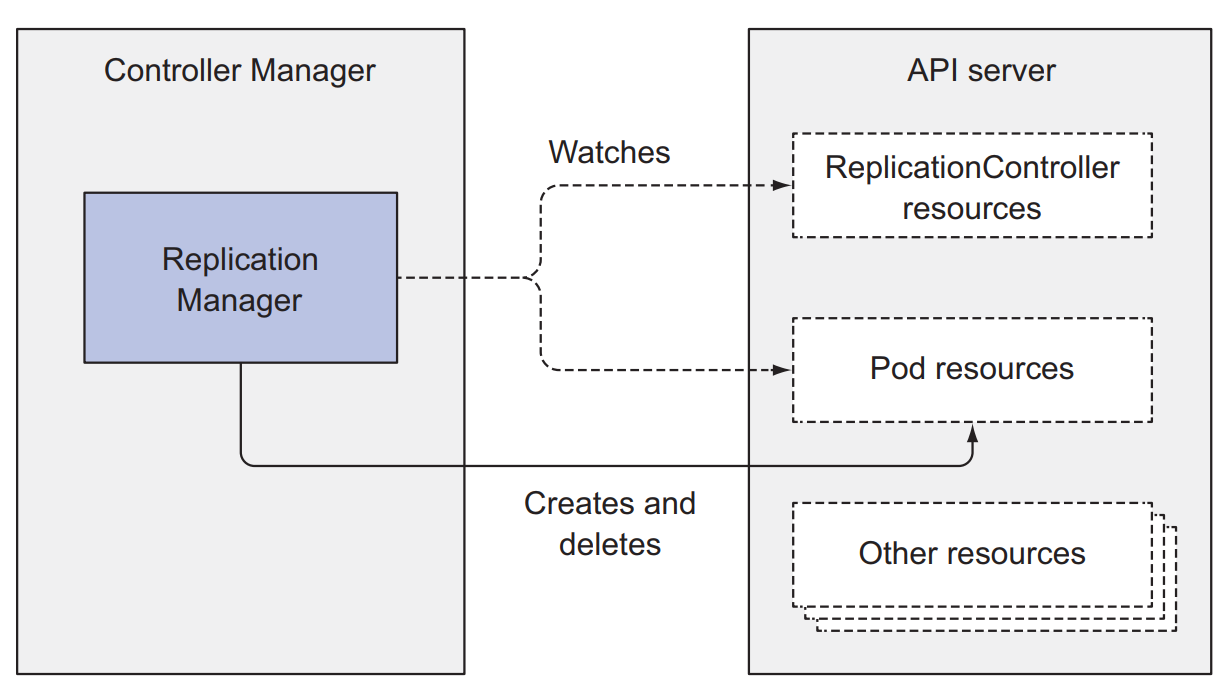 Controller Manager
API server
Watches
ReplicationController
resources
Replication
Manager
Pod resources
Creates and
deletes
Other resources